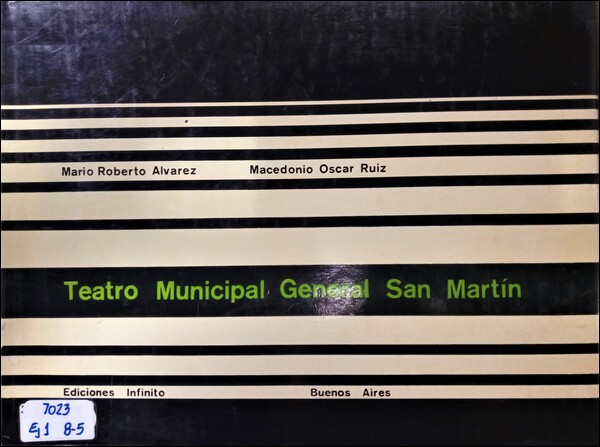 Mario Roberto Alvarez Macedonio Oscar Ruiz
Teatro Municipal General San Martín
Ediciones Infinito Buenos Aires
7023
Ej 1 8-5